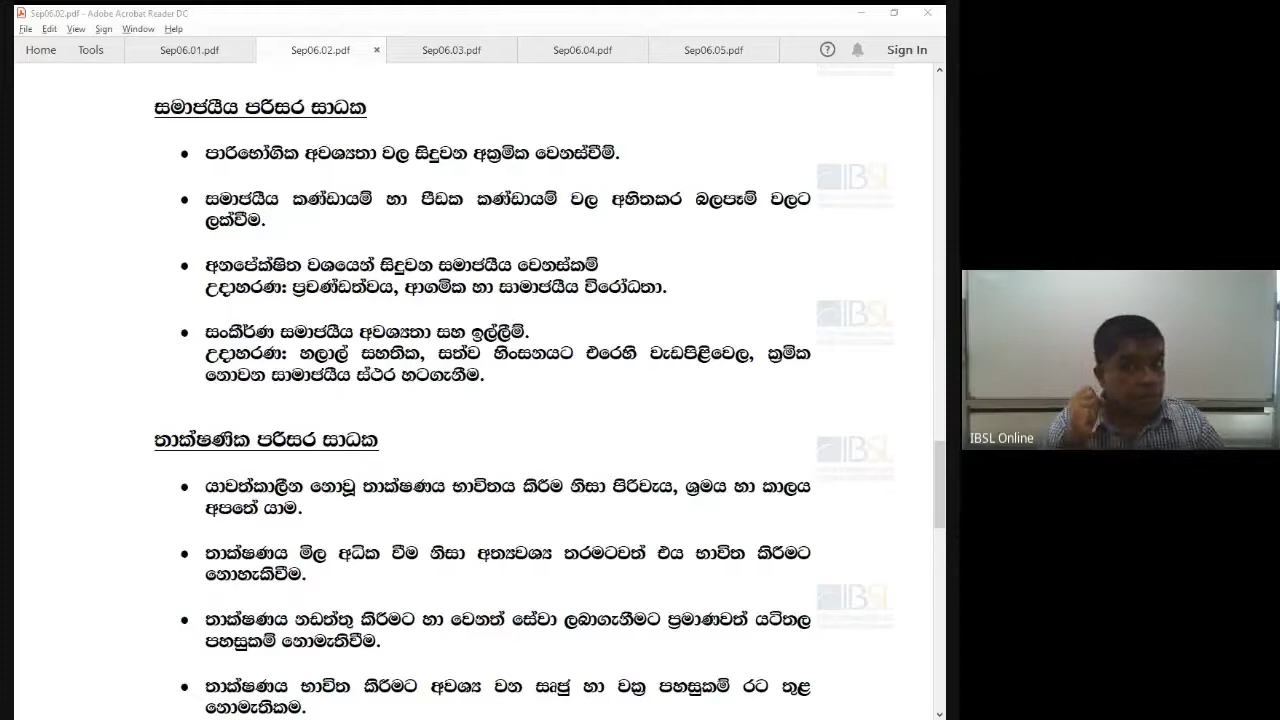 Sep06.02.pdf - Adobe Acrobat Reader DC
File Edit View Sign Window Help
Home Tools Sep06.01.pdf Sep06.02.pdf × Sep06.03.pdf Sep06.04.pdf Sep06.05.pdf Sign In
සමාජයීය පරිසර සාධක
• පාරිභෝගික අවශ්‍යතා වල සිදුවන අක්‍රමික වෙනස්වීම්.
• සමාජයීය කණ්ඩායම් හා පීඩක කණ්ඩායම් වල අහිතකර බලපෑම් වලට
ලක්වීම.
• අනපේක්ෂිත වශයෙන් සිදුවන සමාජයීය වෙනස්කම්
උදාහරණ: ප්‍රචණ්ඩත්වය, ආගමික හා සාමාජයීය විරෝධතා.
• සංකීර්ණ සමාජයීය අවශ්‍යතා සහ ඉල්ලීම්.
උදාහරණ: හලාල් සහතික, සත්ව හිංසනයට එරෙහි වැඩපිළිවෙල, ක්‍රමික
නොවන සාමාජයීය ස්ථර හටගැනීම.
තාක්ෂණික පරිසර සාධක
• යාවත්කාලීන නොවූ තාක්ෂණය භාවිතය කිරීම නිසා පිරිවැය, ශ්‍රමය හා කාලය
අපතේ යාම.
• තාක්ෂණය මිල අධික වීම නිසා අත්‍යවශ්‍ය තරමටවත් එය භාවිත කිරීමට
නොහැකිවීම.
• තාක්ෂණය නඩත්තු කිරීමට හා වෙනත් සේවා ලබාගැනීමට ප්‍රමාණවත් යටිතල
පහසුකම් නොමැතිවීම.
• තාක්ෂණය භාවිත කිරීමට අවශ්‍ය වන සෘජු හා වක්‍ර පහසුකම් රට තුළ
නොමැතිකම.
IBSL Online
IBSL
IBSL
IBSL
IBSL